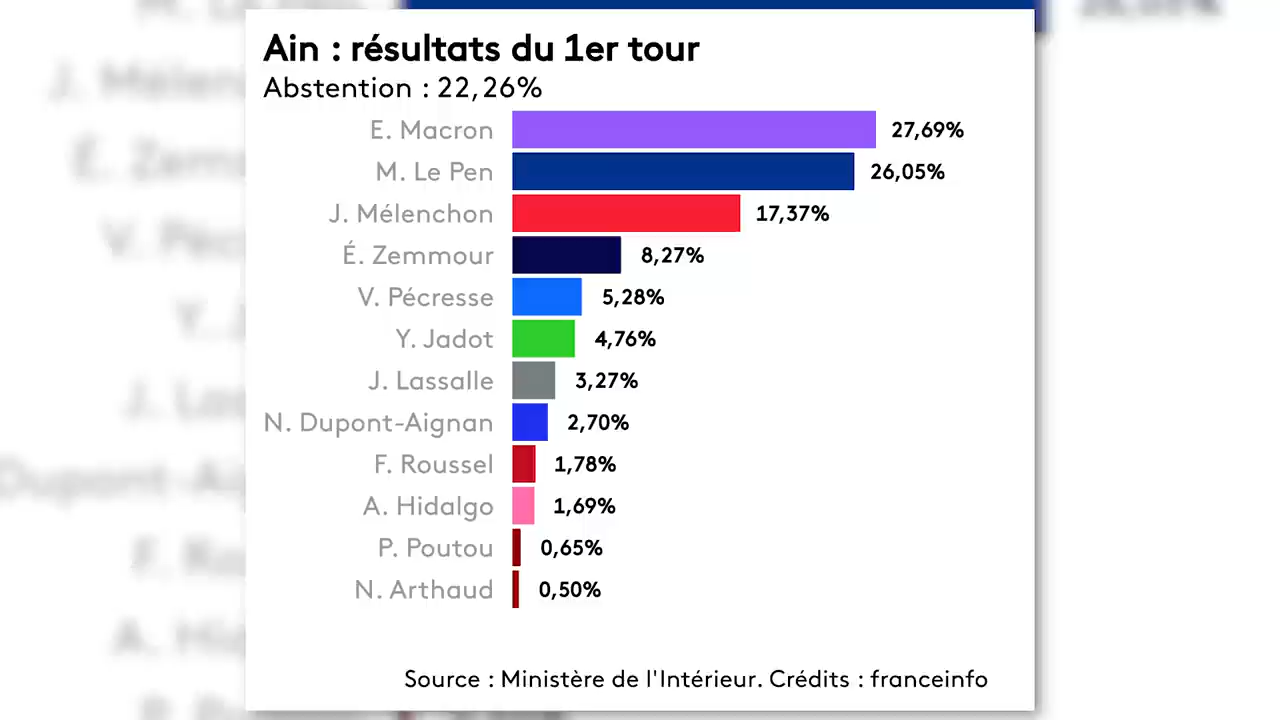 Ain : résultats du 1er tour
Abstention : 22,26%
E. Macron 27,69%
M. Le Pen 26,05%
J. Mélenchon 17,37%
É. Zemmour 8,27%
V. Pécresse 5,28%
Y. Jadot 4,76%
J. Lassalle 3,27%
N. Dupont-Aignan 2,70%
F. Roussel 1,78%
A. Hidalgo 1,69%
P. Poutou 0,65%
N. Arthaud 0,50%
Source : Ministère de l'Intérieur. Crédits : franceinfo